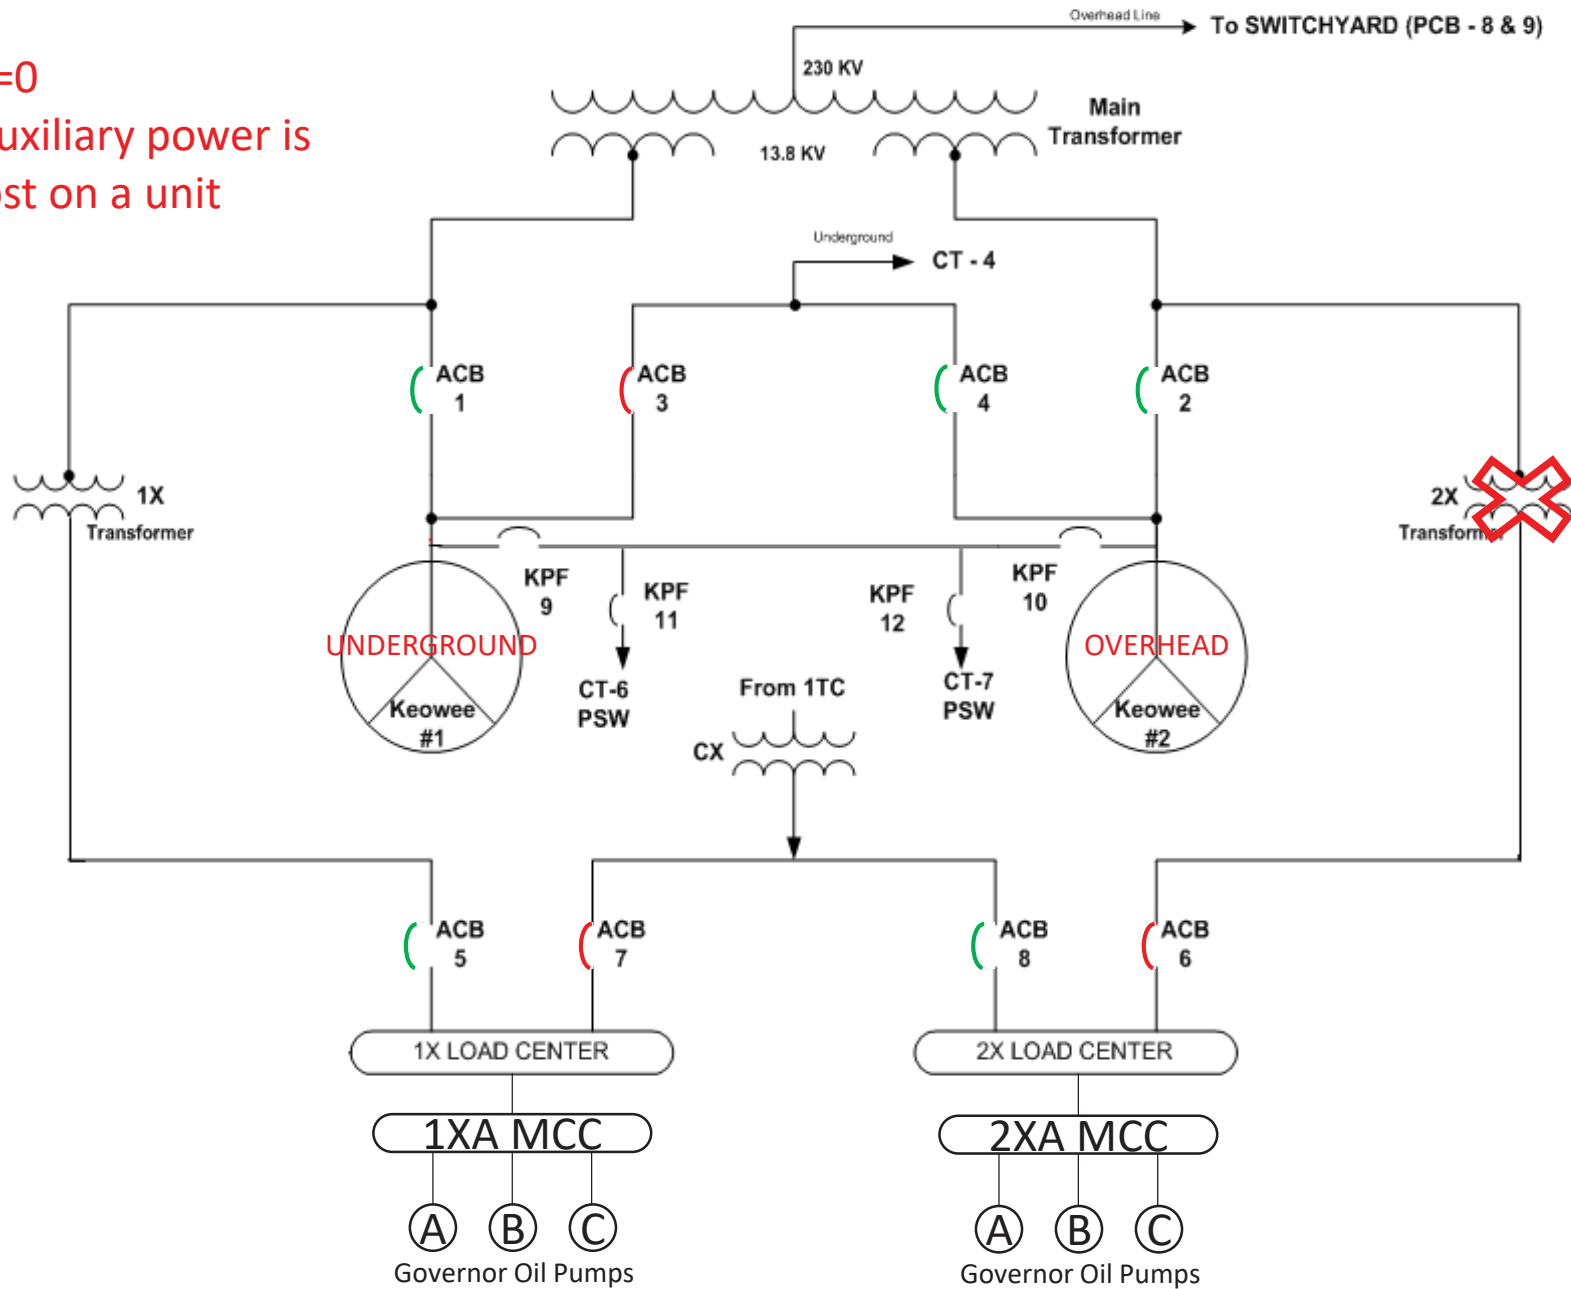 Overhead Line
To SWITCHYARD (PCB - 8 & 9)
=0
230 KV
Main
Transformer
uxiliary power is
13.8 KV
ost on a unit
Underground
CT - 4
ACB
1
ACB
3
ACB
4
ACB
2
1X
Transformer
2X
KPF
9
KPF
11
KPF
12
KPF
10
UNDERGROUND
OVERHEAD
CT-6
PSW
From 1TC
CT-7
PSW
Keowee
#1
Keowee
#2
CX
ACB
5
ACB
7
ACB
8
ACB
6
1X LOAD CENTER
2X LOAD CENTER
1XA MCC
2XA MCC
A
B
C
A
B
C
Governor Oil Pumps
Governor Oil Pumps